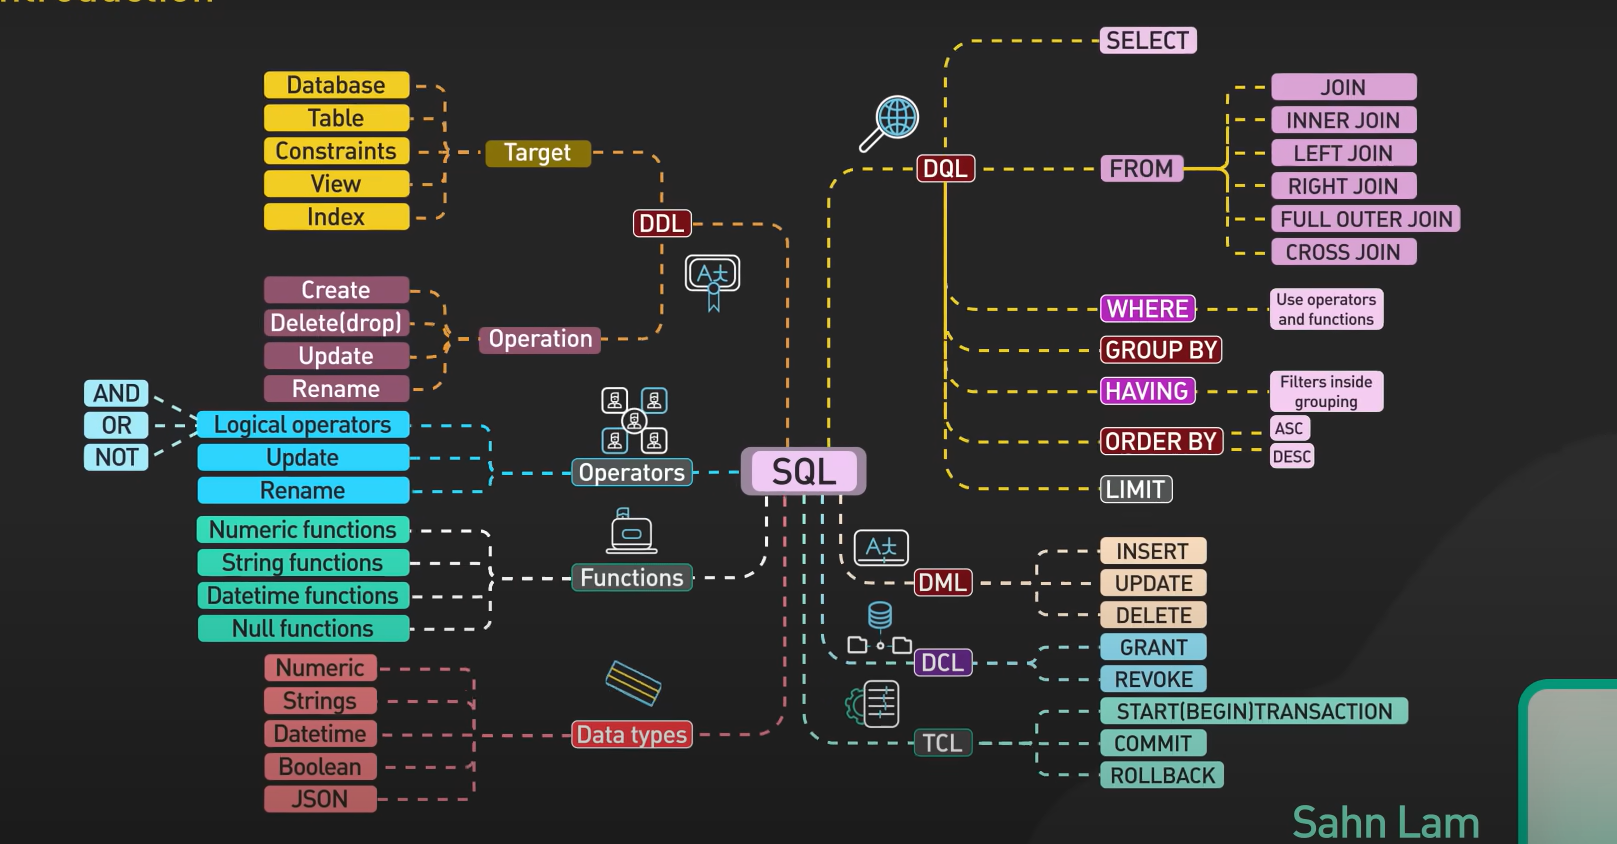 Introduction
SELECT
Database
Table
Constraints
View
Index
Target
DDL
Create
Delete(drop)
Update
Rename
Operation
AND
OR
NOT
Logical operators
Update
Rename
Operators
SQL
Numeric functions
String functions
Datetime functions
Null functions
Functions
Numeric
Strings
Datetime
Boolean
JSON
Data types
DQL
FROM
JOIN
INNER JOIN
LEFT JOIN
RIGHT JOIN
FULL OUTER JOIN
CROSS JOIN
WHERE
Use operators
and functions
GROUP BY
HAVING
Filters inside
grouping
ORDER BY
ASC
DESC
LIMIT
DML
INSERT
UPDATE
DELETE
DCL
GRANT
REVOKE
TCL
START(BEGIN)TRANSACTION
COMMIT
ROLLBACK
Sahn Lam